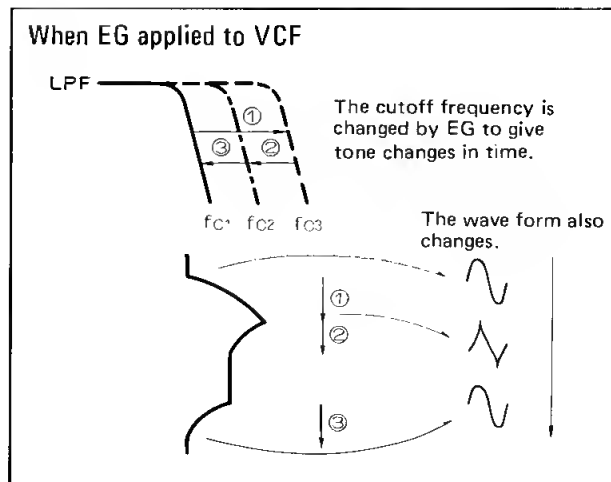 When EG applied to VCF
LPF
①
The cutoff frequency is
changed by EG to give
tone changes in time.
③ ②
fC1 fC2 fC3
The wave form also
changes.
①
②
③